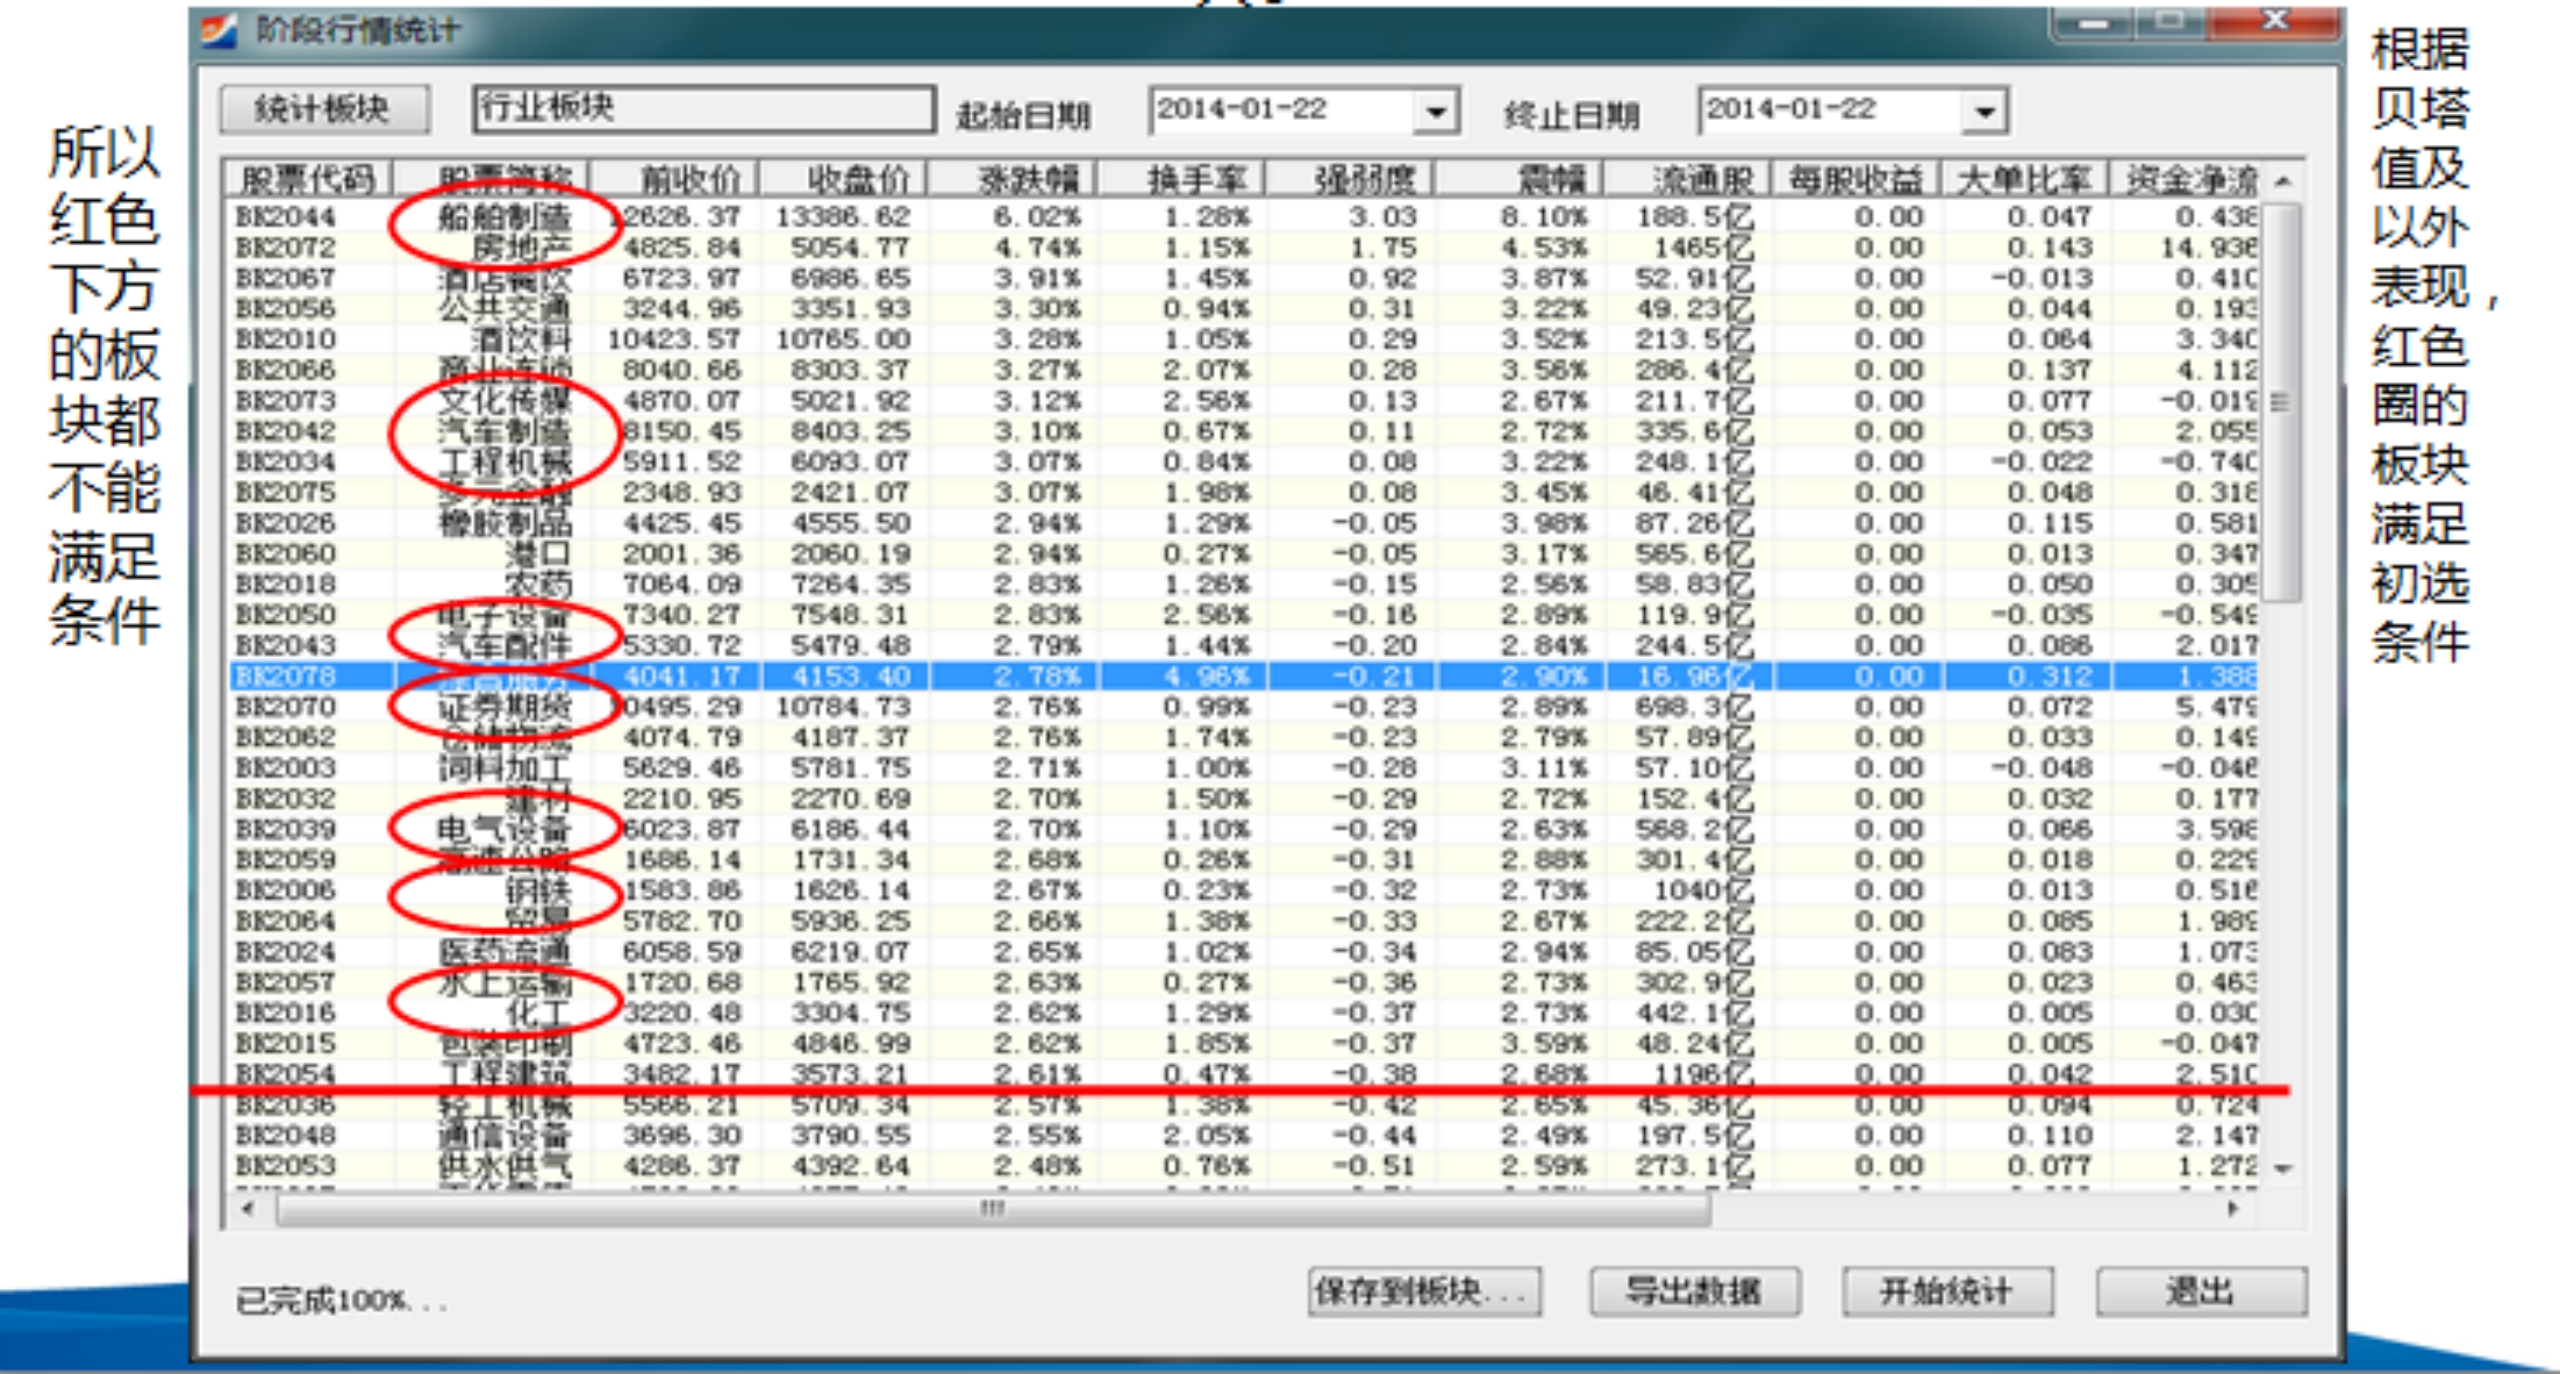 阶段行情统计
统计板块 行业板块 起始日期 2014-01-22 终止日期 2014-01-22
所以
红色
下方
的板
块都
不能
满足
条件
股票代码 股票简称 前收价 收盘价 涨跌幅 换手率 强弱度 震幅 流通股 每股收益 大单比率 资金净流
BK2044 船舶制造 12626.37 13386.62 6.02% 1.28% 3.03 8.10% 188.5亿 0.00 0.047 0.438
BK2072 房地产 4825.84 5054.77 4.74% 1.15% 1.75 4.53% 1465亿 0.00 0.143 14.936
BK2067 酒店餐饮 6723.97 6986.65 3.91% 1.45% 0.92 3.87% 52.91亿 0.00 -0.013 0.410
BK2056 公共交通 3244.96 3351.93 3.30% 0.94% 0.31 3.22% 49.23亿 0.00 0.044 0.193
BK2010 酒饮料 10423.57 10765.00 3.28% 1.05% 0.29 3.52% 213.5亿 0.00 0.064 3.340
BK2066 商业连锁 8040.66 8303.37 3.27% 2.07% 0.28 3.56% 286.4亿 0.00 0.137 4.112
BK2073 文化传媒 4870.07 5021.92 3.12% 2.56% 0.13 2.67% 211.7亿 0.00 0.077 -0.019
BK2042 汽车制造 8150.45 8403.25 3.10% 0.67% 0.11 2.72% 335.6亿 0.00 0.053 2.055
BK2034 工程机械 5911.52 6093.07 3.07% 0.84% 0.08 3.22% 248.1亿 0.00 -0.022 -0.740
BK2075 多元金融 2348.93 2421.07 3.07% 1.98% 0.08 3.45% 46.41亿 0.00 0.048 0.318
BK2026 橡胶制品 4425.45 4555.50 2.94% 1.29% -0.05 3.98% 87.26亿 0.00 0.115 0.581
BK2060 港口 2001.36 2060.19 2.94% 0.27% -0.05 3.17% 565.6亿 0.00 0.013 0.347
BK2018 农药 7064.09 7264.35 2.83% 1.26% -0.15 2.56% 58.83亿 0.00 0.050 0.305
BK2050 电子设备 7340.27 7548.31 2.83% 2.56% -0.16 2.89% 119.9亿 0.00 -0.035 -0.549
BK2043 汽车配件 5330.72 5479.48 2.79% 1.44% -0.20 2.84% 244.5亿 0.00 0.086 2.017
BK2078 4041.17 4153.40 2.78% 4.96% -0.21 2.90% 16.96亿 0.00 0.312 1.388
BK2070 证券期货 10495.29 10784.73 2.76% 0.99% -0.23 2.89% 698.3亿 0.00 0.072 5.479
BK2062 仓储物流 4074.79 4187.37 2.76% 1.74% -0.23 2.79% 57.89亿 0.00 0.033 0.149
BK2003 饲料加工 5629.46 5781.75 2.71% 1.00% -0.28 3.11% 57.10亿 0.00 -0.048 -0.046
BK2032 建材 2210.95 2270.69 2.70% 1.50% -0.29 2.72% 152.4亿 0.00 0.032 0.177
BK2039 电气设备 6023.87 6186.44 2.70% 1.10% -0.29 2.63% 568.2亿 0.00 0.066 3.598
BK2059 高速公路 1686.14 1731.34 2.68% 0.26% -0.31 2.88% 301.4亿 0.00 0.018 0.229
BK2006 钢铁 1583.86 1626.14 2.67% 0.23% -0.32 2.73% 1040亿 0.00 0.013 0.516
BK2064 贸易 5782.70 5936.25 2.66% 1.38% -0.33 2.67% 222.2亿 0.00 0.085 1.989
BK2024 医药流通 6058.59 6219.07 2.65% 1.02% -0.34 2.94% 85.05亿 0.00 0.083 1.073
BK2057 水上运输 1720.68 1765.92 2.63% 0.27% -0.36 2.73% 302.9亿 0.00 0.023 0.463
BK2016 化工 3220.48 3304.75 2.62% 1.29% -0.37 2.73% 442.1亿 0.00 0.005 0.030
BK2015 包装印刷 4723.46 4846.99 2.62% 1.85% -0.37 3.59% 48.24亿 0.00 0.005 -0.047
BK2054 工程建筑 3482.17 3573.21 2.61% 0.47% -0.38 2.68% 1196亿 0.00 0.042 2.510
BK2036 轻工机械 5566.21 5709.34 2.57% 1.38% -0.42 2.65% 45.36亿 0.00 0.094 0.724
BK2048 通信设备 3696.30 3790.55 2.55% 2.05% -0.44 2.49% 197.5亿 0.00 0.110 2.147
BK2053 供水供气 4286.37 4392.64 2.48% 0.76% -0.51 2.59% 273.1亿 0.00 0.077 1.272
已完成100%...
保存到板块... 导出数据 开始统计 退出
根据
贝塔
值及
以外
表现，
红色
圈的
板块
满足
初选
条件